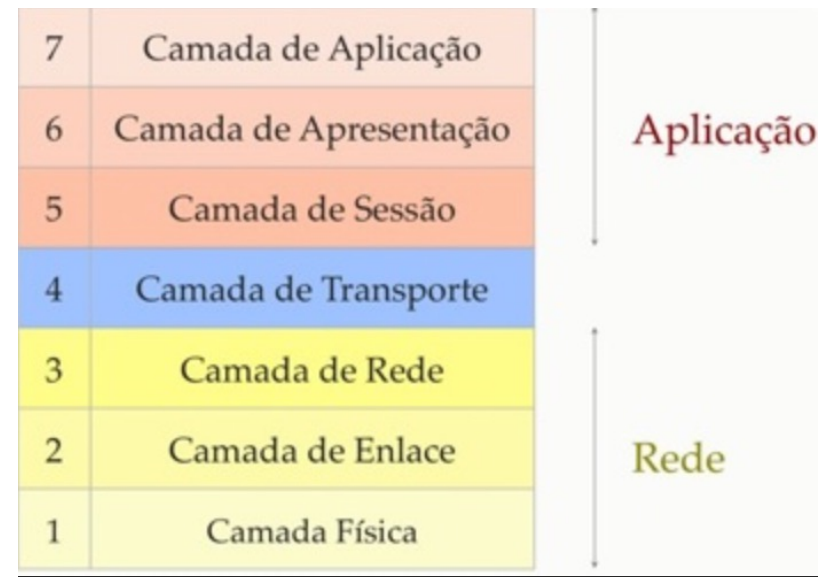 7 Camada de Aplicação
6 Camada de Apresentação
Aplicação
5 Camada de Sessão
4 Camada de Transporte
3 Camada de Rede
2 Camada de Enlace
Rede
1 Camada Física